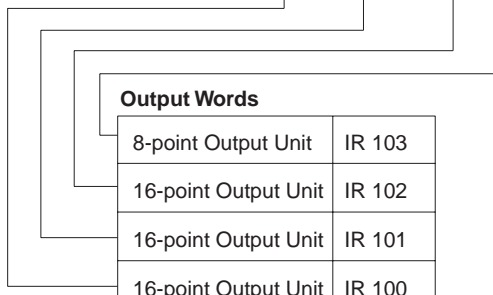 Output Words
8-point Output Unit IR 103
16-point Output Unit IR 102
16-point Output Unit IR 101
16-point Output Unit IR 100